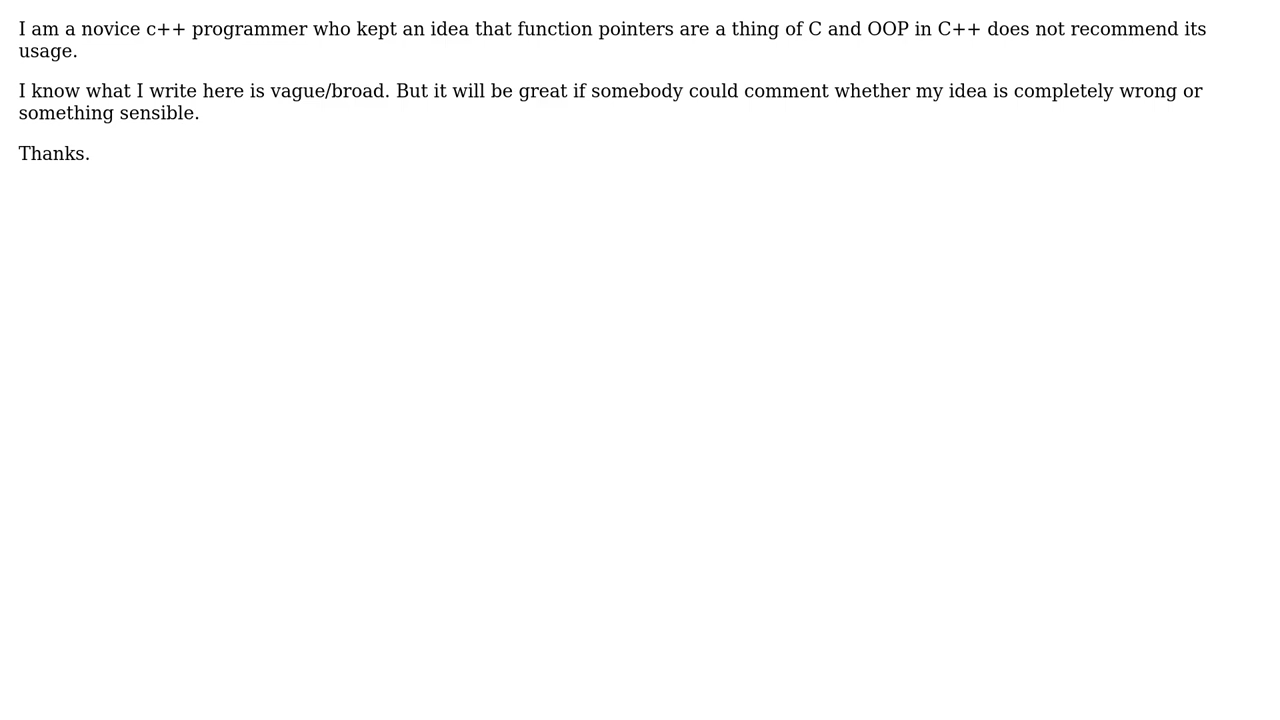 I am a novice c++ programmer who kept an idea that function pointers are a thing of C and OOP in C++ does not recommend its
usage.
I know what I write here is vague/broad. But it will be great if somebody could comment whether my idea is completely wrong or
something sensible.
Thanks.